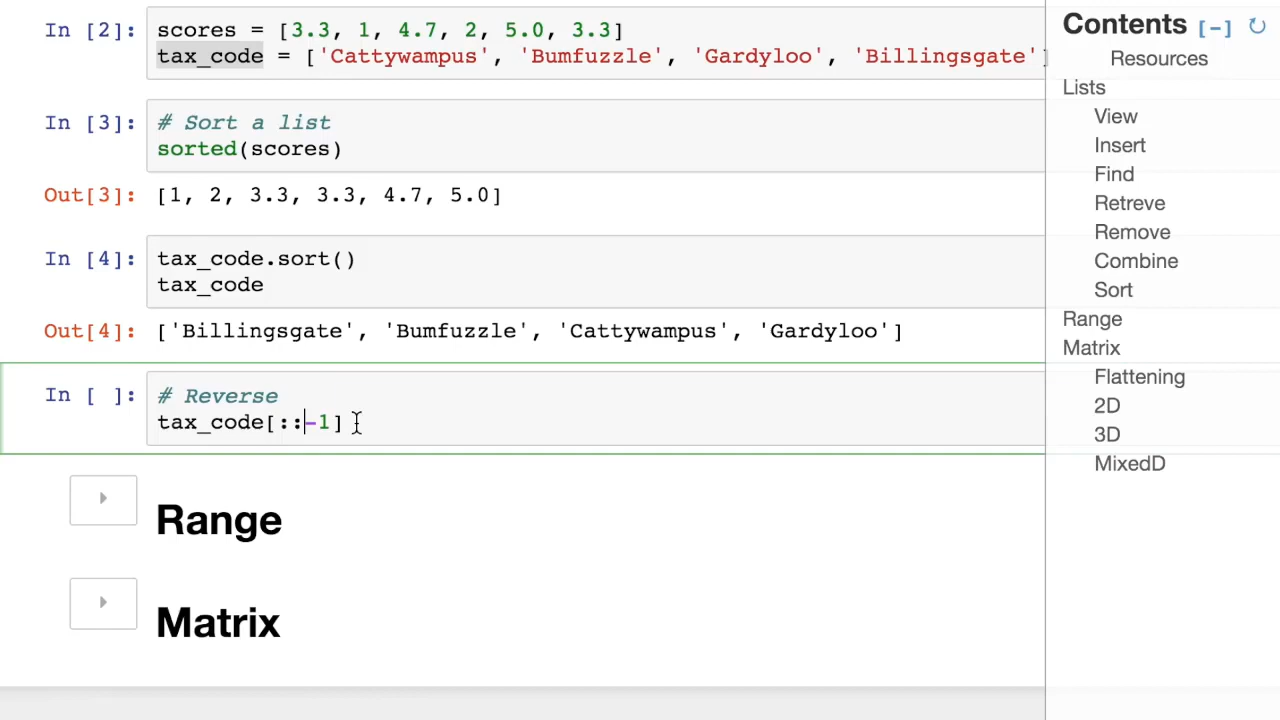 In [2]: scores = [3.3, 1, 4.7, 2, 5.0, 3.3]
tax_code = ['Cattywampus', 'Bumfuzzle', 'Gardyloo', 'Billingsgate']
In [3]: # Sort a list
sorted(scores)
Out[3]: [1, 2, 3.3, 3.3, 4.7, 5.0]
In [4]: tax_code.sort()
tax_code
Out[4]: ['Billingsgate', 'Bumfuzzle', 'Cattywampus', 'Gardyloo']
In [ ]: # Reverse
tax_code[::-1]
Range
Matrix
Contents [-] ↻
Resources
Lists
View
Insert
Find
Retreve
Remove
Combine
Sort
Range
Matrix
Flattening
2D
3D
MixedD